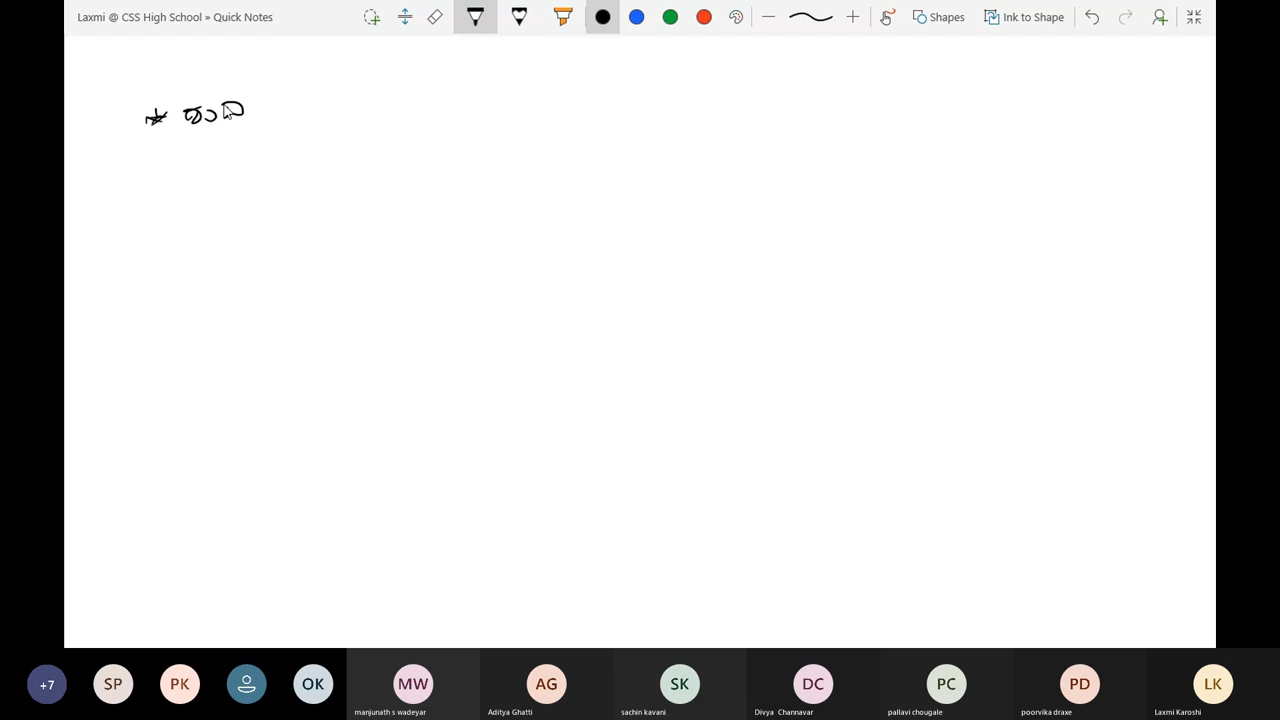 Laxmi @ CSS High School » Quick Notes
Shapes
Ink to Shape
+7
SP
PK
OK
MW
AG
SK
DC
PC
PD
LK
manjunath s wadeyar
Aditya Ghatti
sachin kavani
Divya Channavar
pallavi chougale
poorvika draxe
Laxmi Karoshi